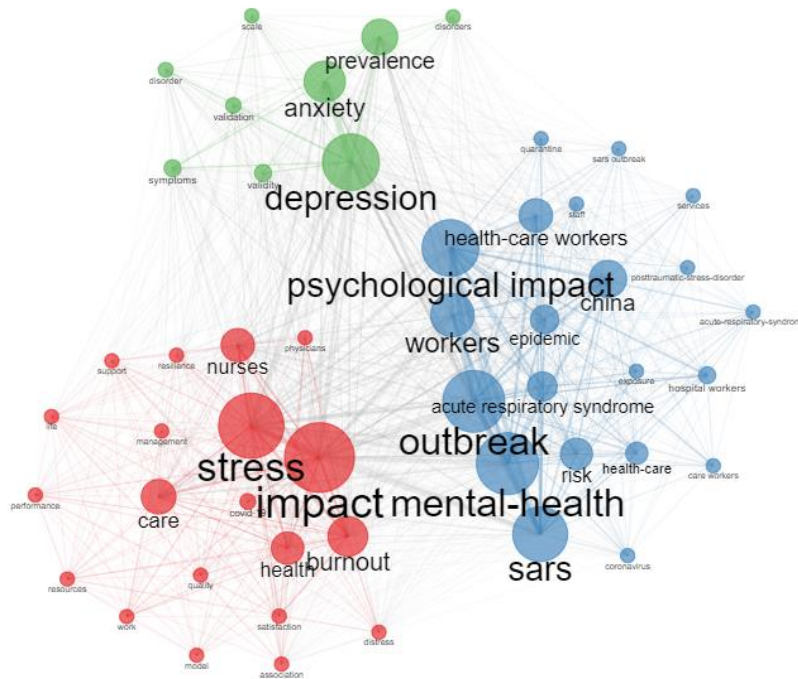 scale
disorders
prevalence
disorder
anxiety
validation
quarantine
sars outbreak
symptoms
validity
depression
services
staff
health-care workers
posttraumatic-stress-disorder
psychological impact
china
acute-respiratory-syndrom
workers
epidemic
physicians
nurses
resilience
support
exposure
hospital workers
acute respiratory syndrome
life
management
outbreak
stress
risk
health-care
care workers
impact
mental-health
performance
care
covid-19
burnout
health
sars
coronavirus
resources
quality
work
satisfaction
distress
model
association